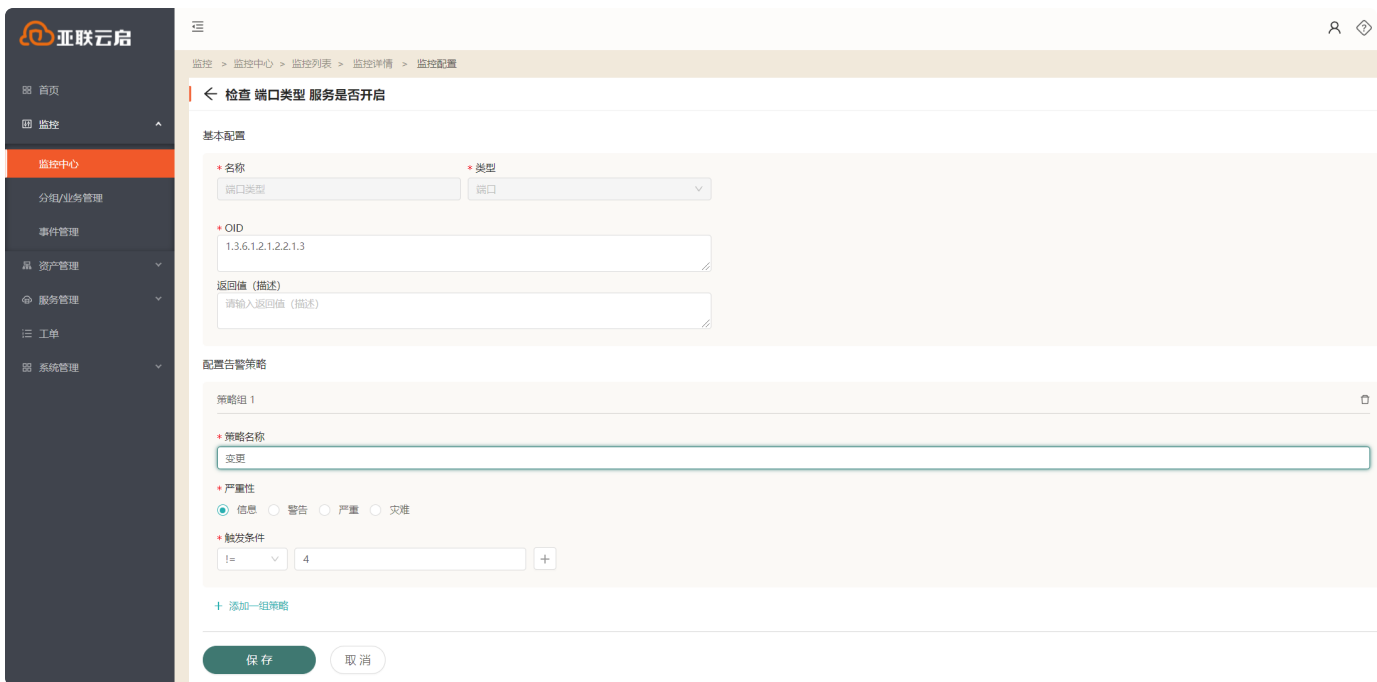 亚联云启
监控 > 监控中心 > 监控列表 > 监控详情 > 监控配置
首页
监控
监控中心
分组/业务管理
事件管理
资产管理
服务管理
工单
系统管理
← 检查 端口类型 服务是否开启
基本配置
* 名称 * 类型
端口类型 端口
* OID
1.3.6.1.2.1.2.2.1.3
返回值（描述）
请输入返回值（描述）
配置告警策略
策略组 1
* 策略名称
变更
* 严重性
信息 警告 严重 灾难
* 触发条件
!= 4 +
+ 添加一组策略
保存 取消